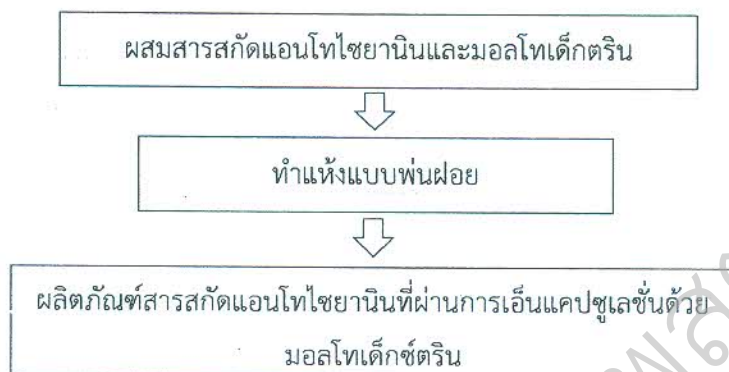 ผสมสารสกัดแอนโทไซยานินและมอลโทเด็กตริน
ทำแห้งแบบพ่นฝอย
ผลิตภัณฑ์สารสกัดแอนโทไซยานินที่ผ่านการเอ็นแคปซูเลชั่นด้วย
มอลโทเด็กซ์ตริน